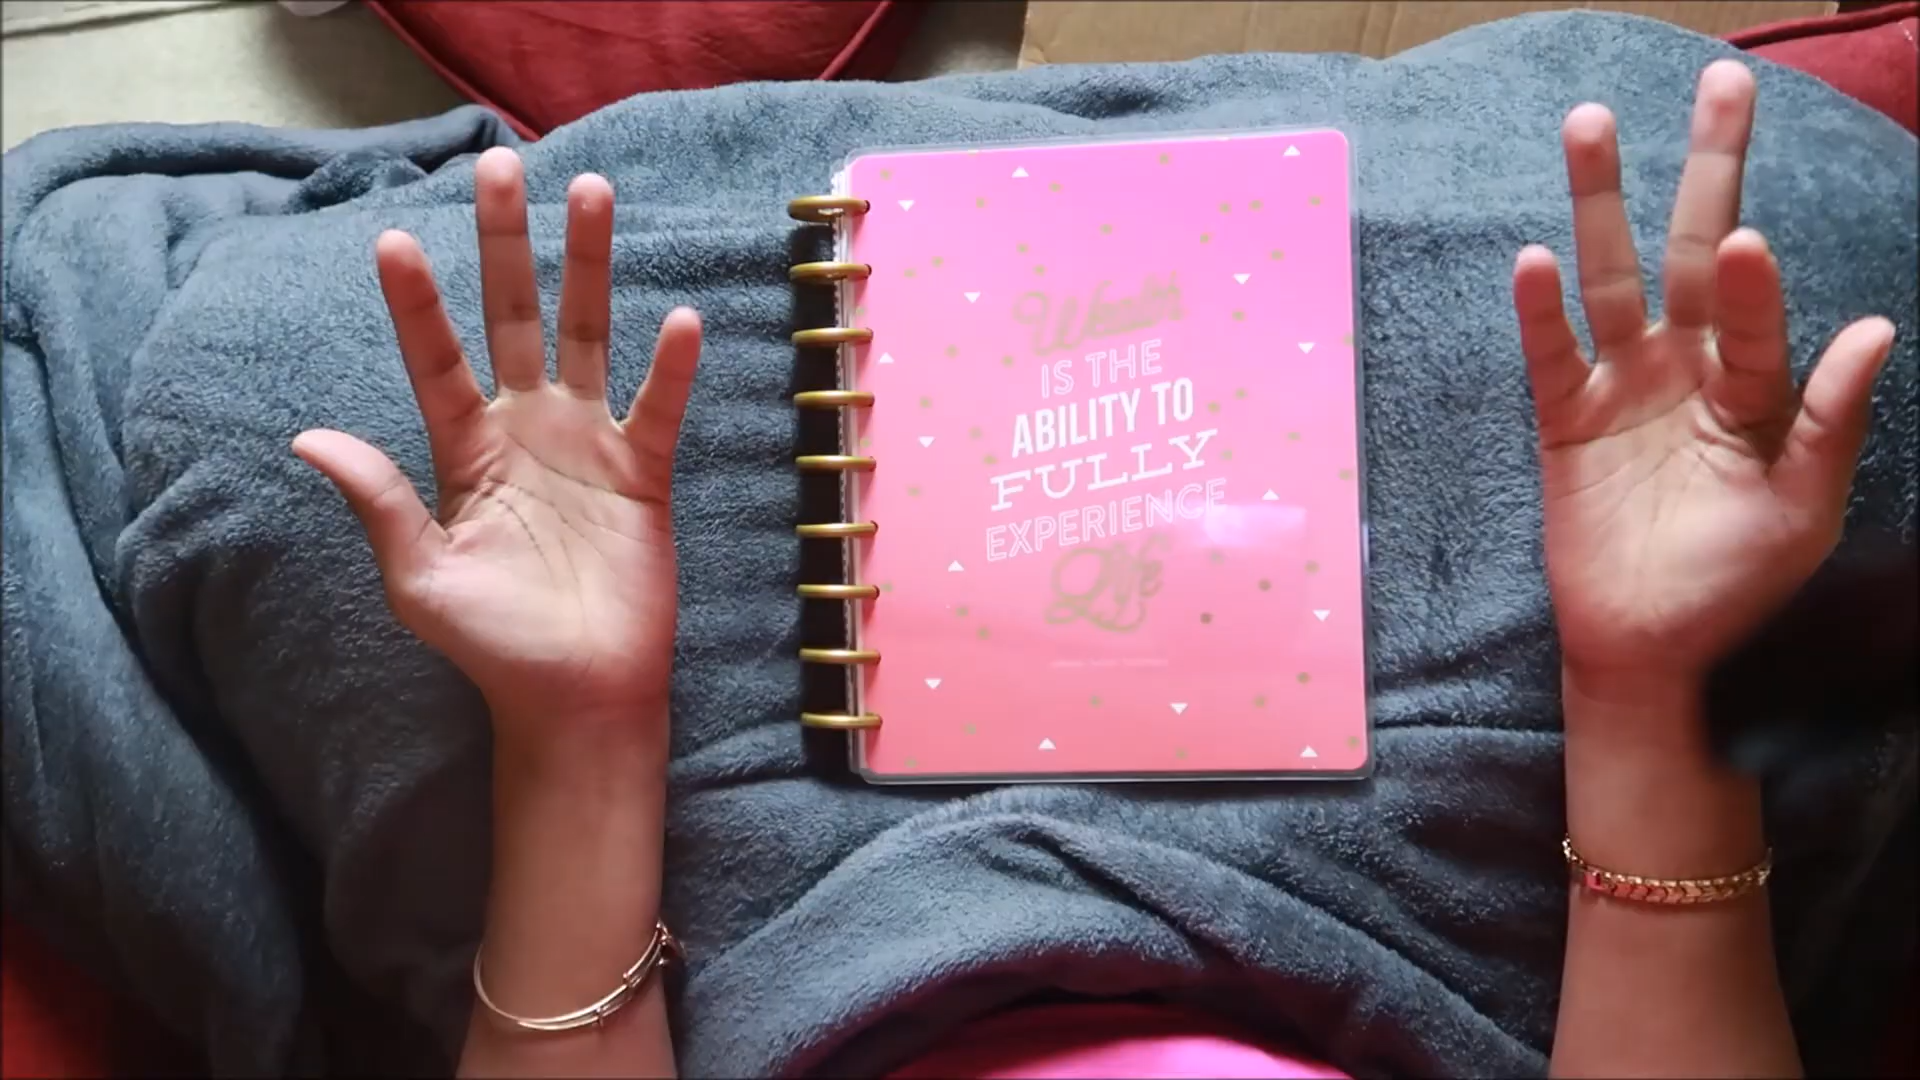 Wealth
IS THE
ABILITY TO
FULLY
EXPERIENCE
Life